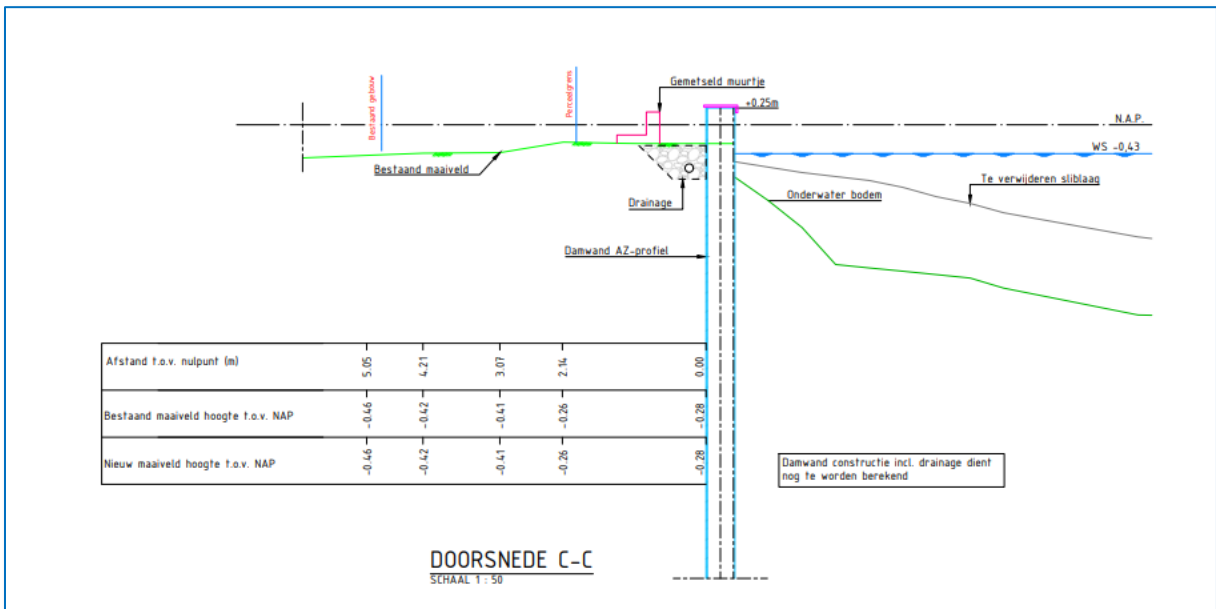 Bestaand gebouw
Perceelgrens
Gemetseld muurtje
+0.25m
N.A.P.
WS -0,43
Bestaand maaiveld
Te verwijderen sliblaag
Onderwater bodem
Drainage
Damwand AZ-profiel
Afstand t.o.v. nulpunt (m) 5.05 4.21 3.07 2.14 0.00
Bestaand maaiveld hoogte t.o.v. NAP -0.46 -0.42 -0.41 -0.26 -0.28
Nieuw maaiveld hoogte t.o.v. NAP -0.46 -0.42 -0.41 -0.26 -0.28
Damwand constructie incl. drainage dient
nog te worden berekend
DOORSNEDE C-C
SCHAAL 1 : 50